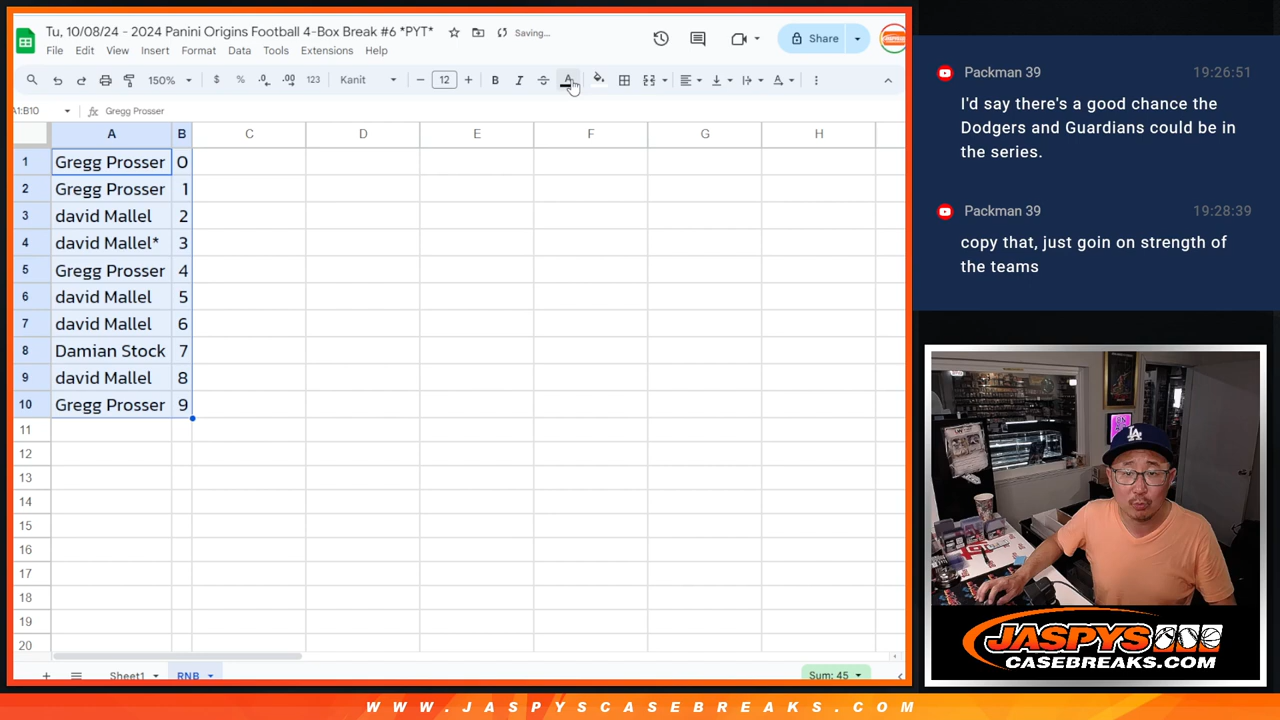 Tu, 10/08/24 - 2024 Panini Origins Football 4-Box Break #6 *PYT*
Saving...
File Edit View Insert Format Data Tools Extensions Help
Share
150%
$ % .0 .00 123
Kanit
12
B I
A1:B10
Gregg Prosser
A B C D E F G H
1 Gregg Prosser 0
2 Gregg Prosser 1
3 david Mallel 2
4 david Mallel* 3
5 Gregg Prosser 4
6 david Mallel 5
7 david Mallel 6
8 Damian Stock 7
9 david Mallel 8
10 Gregg Prosser 9
11
12
13
14
15
16
17
18
19
20
Sheet1
RNB
Sum: 45
Packman 39 19:26:51
I'd say there's a good chance the
Dodgers and Guardians could be in
the series.
Packman 39 19:28:39
copy that, just goin on strength of
the teams
LA
JASPYS
CASEBREAKS.COM
WWW.JASPYSCASEBREAKS.COM